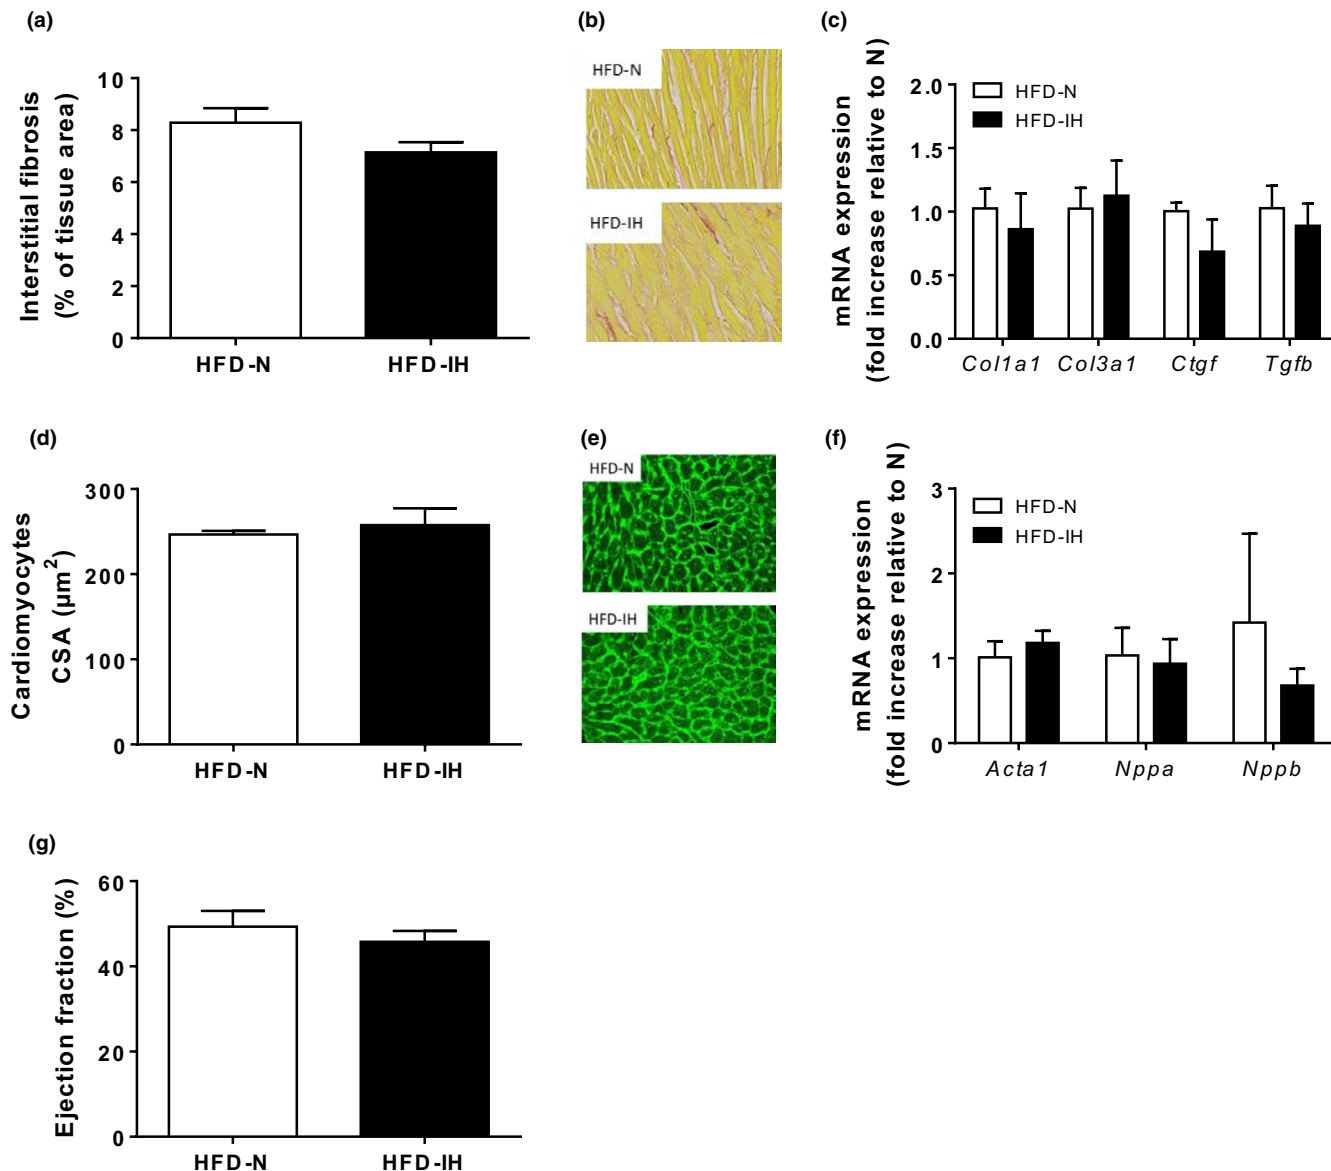 (a)
Interstitial fibrosis
(% of tissue area)
10
8
6
4
2
0
HFD-N
HFD-IH
(b)
HFD-N
HFD-IH
(c)
mRNA expression
(fold increase relative to N)
2.0
1.5
1.0
0.5
0.0
HFD-N
HFD-IH
Col1a1 Col3a1 Ctgf Tgfb
(d)
Cardiomyocytes
CSA (µm²)
300
200
100
0
HFD-N
HFD-IH
(e)
HFD-N
HFD-IH
(f)
mRNA expression
(fold increase relative to N)
3
2
1
0
HFD-N
HFD-IH
Acta1 Nppa Nppb
(g)
Ejection fraction (%)
60
40
20
0
HFD-N
HFD-IH